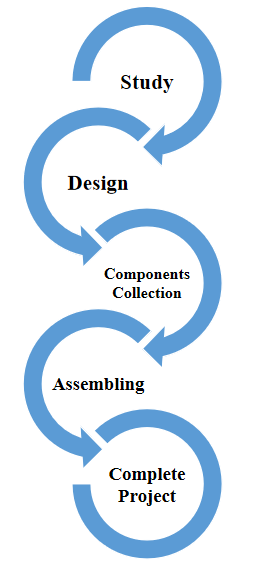 Study
Design
Components
Collection
Assembling
Complete
Project